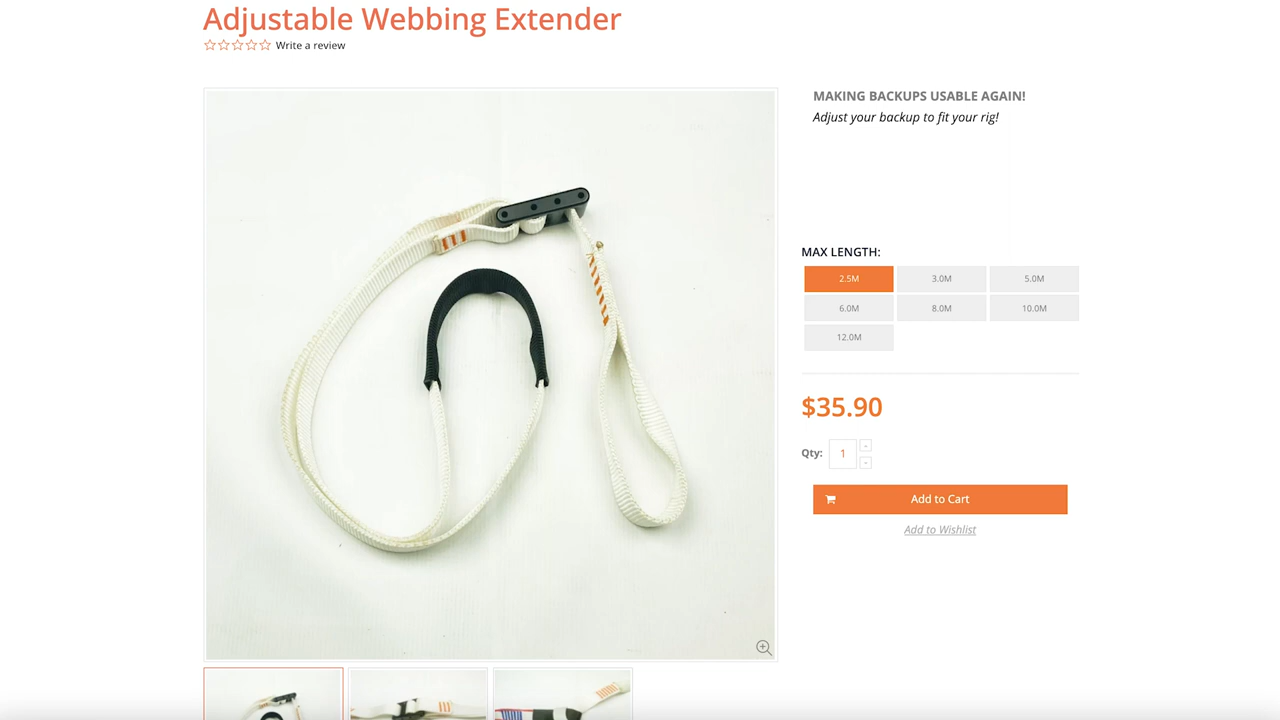 Adjustable Webbing Extender
Write a review
MAKING BACKUPS USABLE AGAIN!
Adjust your backup to fit your rig!
MAX LENGTH:
2.5M
3.0M
5.0M
6.0M
8.0M
10.0M
12.0M
$35.90
Qty: 1
Add to Cart
Add to Wishlist